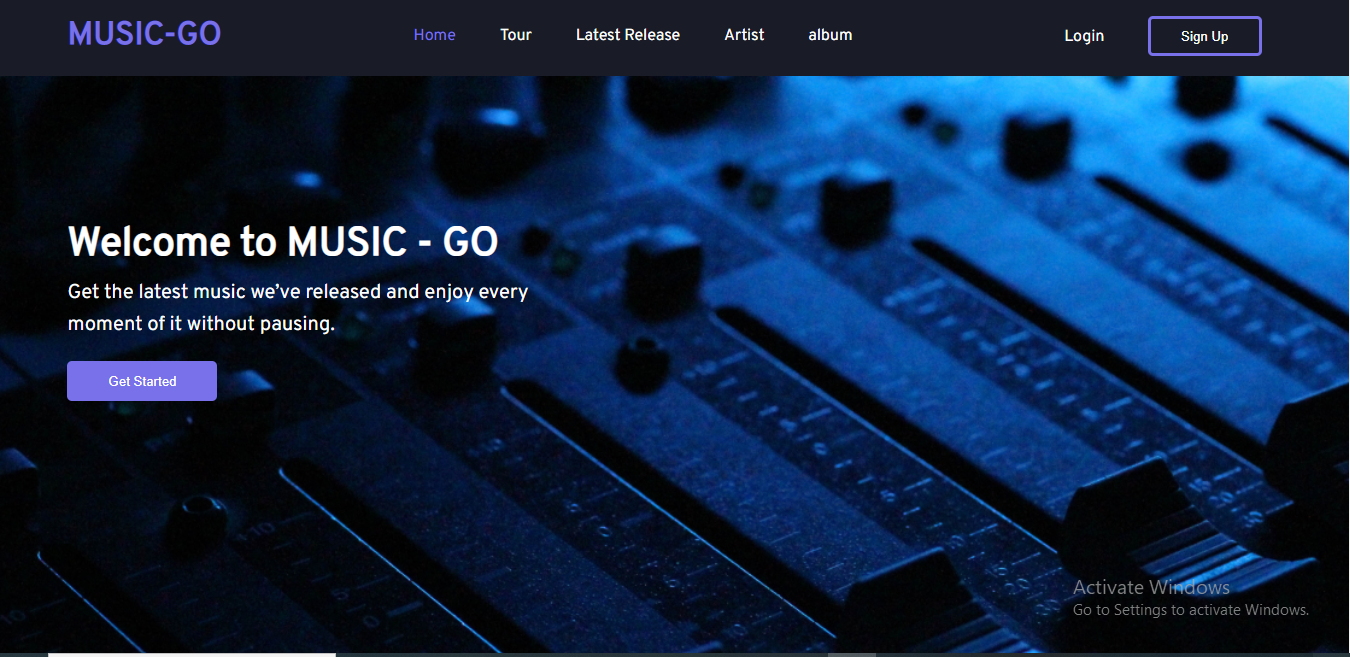 MUSIC-GO
Home Tour Latest Release Artist album
Login Sign Up
Welcome to MUSIC - GO
Get the latest music we’ve released and enjoy every
moment of it without pausing.
Get Started
Activate Windows
Go to Settings to activate Windows.